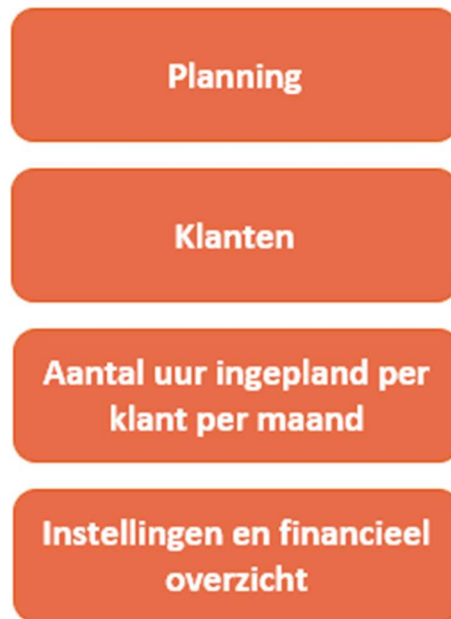 Planning
Klanten
Aantal uur ingepland per
klant per maand
Instellingen en financieel
overzicht